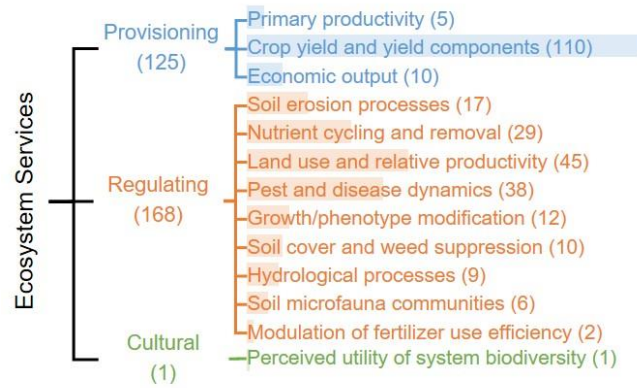 Ecosystem Services
Provisioning
(125)
Primary productivity (5)
Crop yield and yield components (110)
Economic output (10)
Regulating
(168)
Soil erosion processes (17)
Nutrient cycling and removal (29)
Land use and relative productivity (45)
Pest and disease dynamics (38)
Growth/phenotype modification (12)
Soil cover and weed suppression (10)
Hydrological processes (9)
Soil microfauna communities (6)
Modulation of fertilizer use efficiency (2)
Cultural
(1)
Perceived utility of system biodiversity (1)